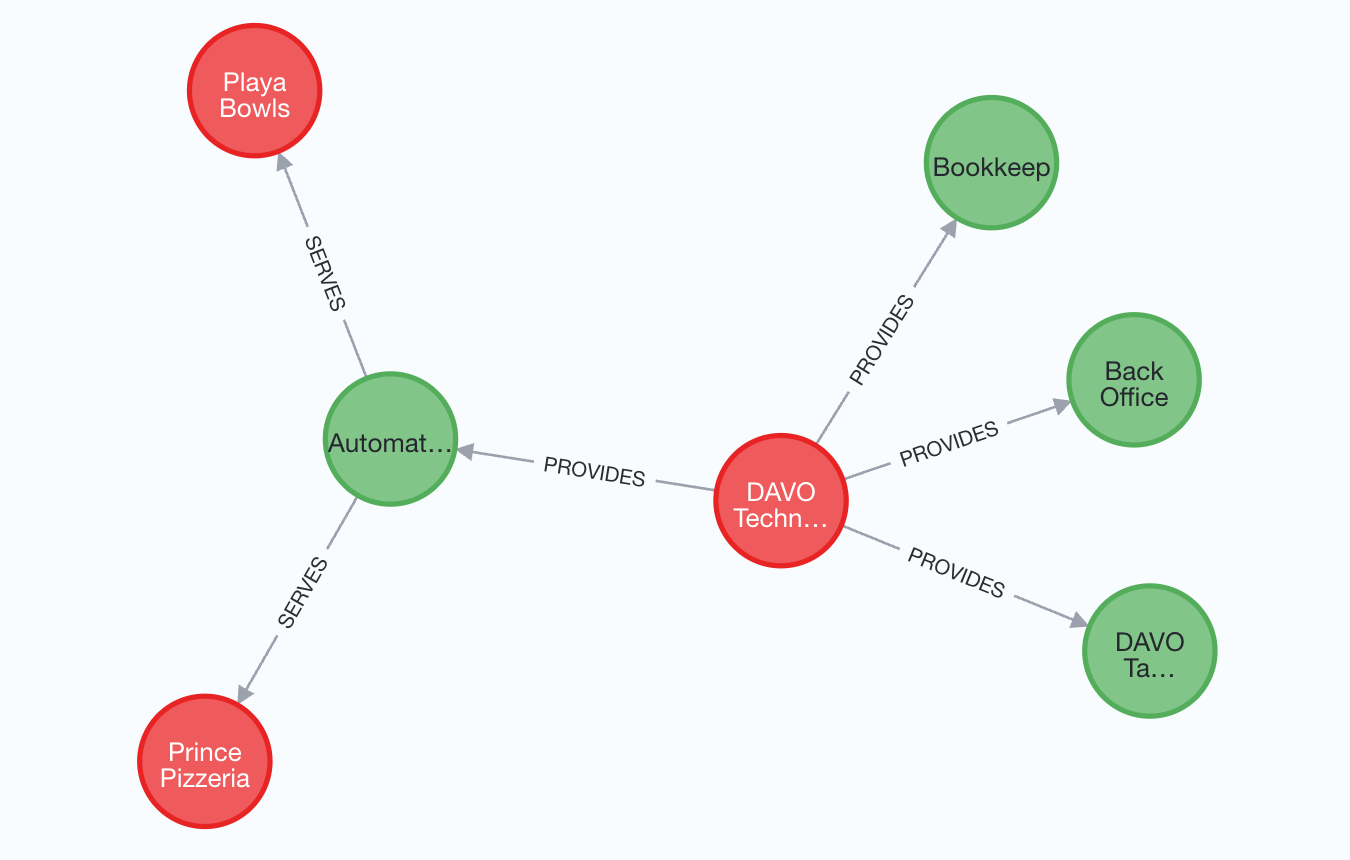 Playa
Bowls
Bookkeep
SERVES
PROVIDES
Back
Office
Automat…
PROVIDES
PROVIDES
DAVO
Techn…
PROVIDES
SERVES
DAVO
Ta…
Prince
Pizzeria